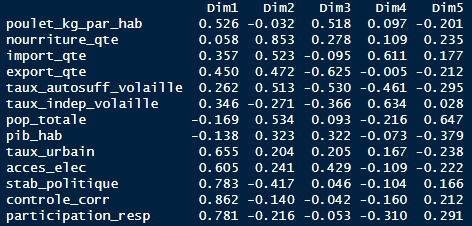 Dim1 Dim2 Dim3 Dim4 Dim5
poulet_kg_par_hab 0.526 -0.032 0.518 0.097 -0.201
nourriture_qte 0.058 0.853 0.278 0.109 0.235
import_qte 0.357 0.523 -0.095 0.611 0.177
export_qte 0.450 0.472 -0.625 -0.005 -0.212
taux_autosuff_volaille 0.262 0.513 -0.530 -0.461 -0.295
taux_indep_volaille 0.346 -0.271 -0.366 0.634 0.028
pop_totale -0.169 0.534 0.093 -0.216 0.647
pib_hab -0.138 0.323 0.322 -0.073 -0.379
taux_urbain 0.655 0.204 0.205 0.167 -0.238
acces_elec 0.605 0.241 0.429 -0.109 -0.222
stab_politique 0.783 -0.417 0.046 -0.104 0.166
controle_corr 0.862 -0.140 -0.042 -0.160 0.212
participation_resp 0.781 -0.216 -0.053 -0.310 0.291